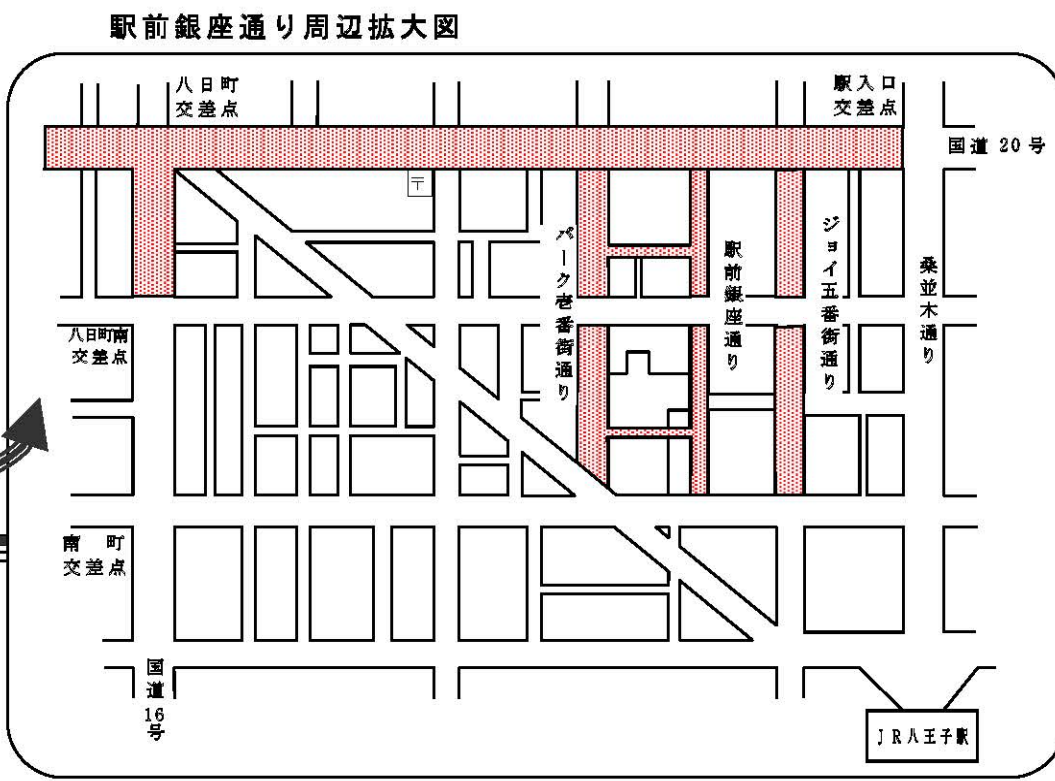 駅前銀座通り周辺拡大図
八日町
交差点
駅入口
交差点
国道 20 号
〒
パーク壱番街通り
駅前銀座通り
ジョイ五番街通り
桑並木通り
八日町南
交差点
南 町
交差点
国道16号
JR八王子駅